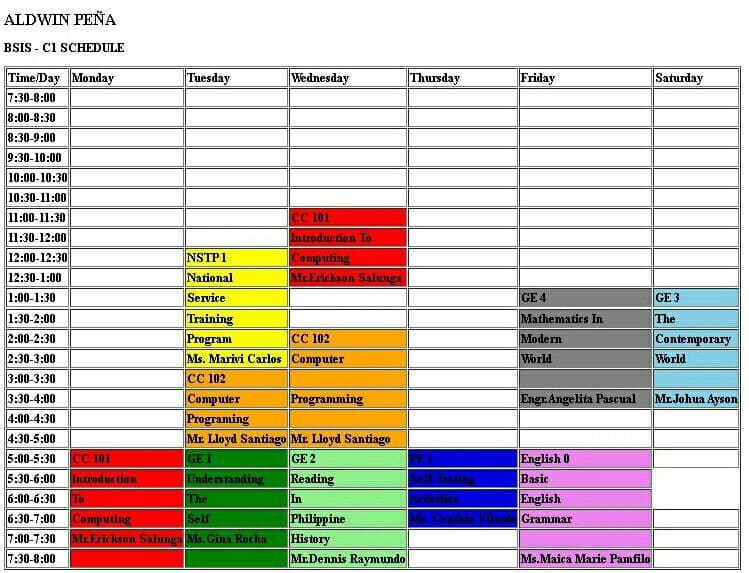 ALDWIN PEÑA
BSIS - C1 SCHEDULE
Time/Day Monday Tuesday Wednesday Thursday Friday Saturday
7:30-8:00
8:00-8:30
8:30-9:00
9:30-10:00
10:00-10:30
10:30-11:00
11:00-11:30 CC 101
11:30-12:00 Introduction To
12:00-12:30 NSTP 1 Computing
12:30-1:00 National Mr.Erickson Salunga
1:00-1:30 Service GE 4 GE 3
1:30-2:00 Training Mathematics In The
2:00-2:30 Program CC 102 Modern Contemporary
2:30-3:00 Ms. Marivi Carlos Computer World World
3:00-3:30 CC 102
3:30-4:00 Computer Programming Engr.Angelita Pascual Mr.Johua Ayson
4:00-4:30 Programing
4:30-5:00 Mr. Lloyd Santiago Mr. Lloyd Santiago
5:00-5:30 CC 101 GE 1 GE 2 PE 1 English 0
5:30-6:00 Introduction Understanding Reading Self-Testing Basic
6:00-6:30 To The In Activities English
6:30-7:00 Computing Self Philippine Ms. Grammar
7:00-7:30 Mr.Erickson Salunga Ms.Gina Rocha History
7:30-8:00 Mr.Dennis Raymundo Ms.Maica Marie Pamfilo